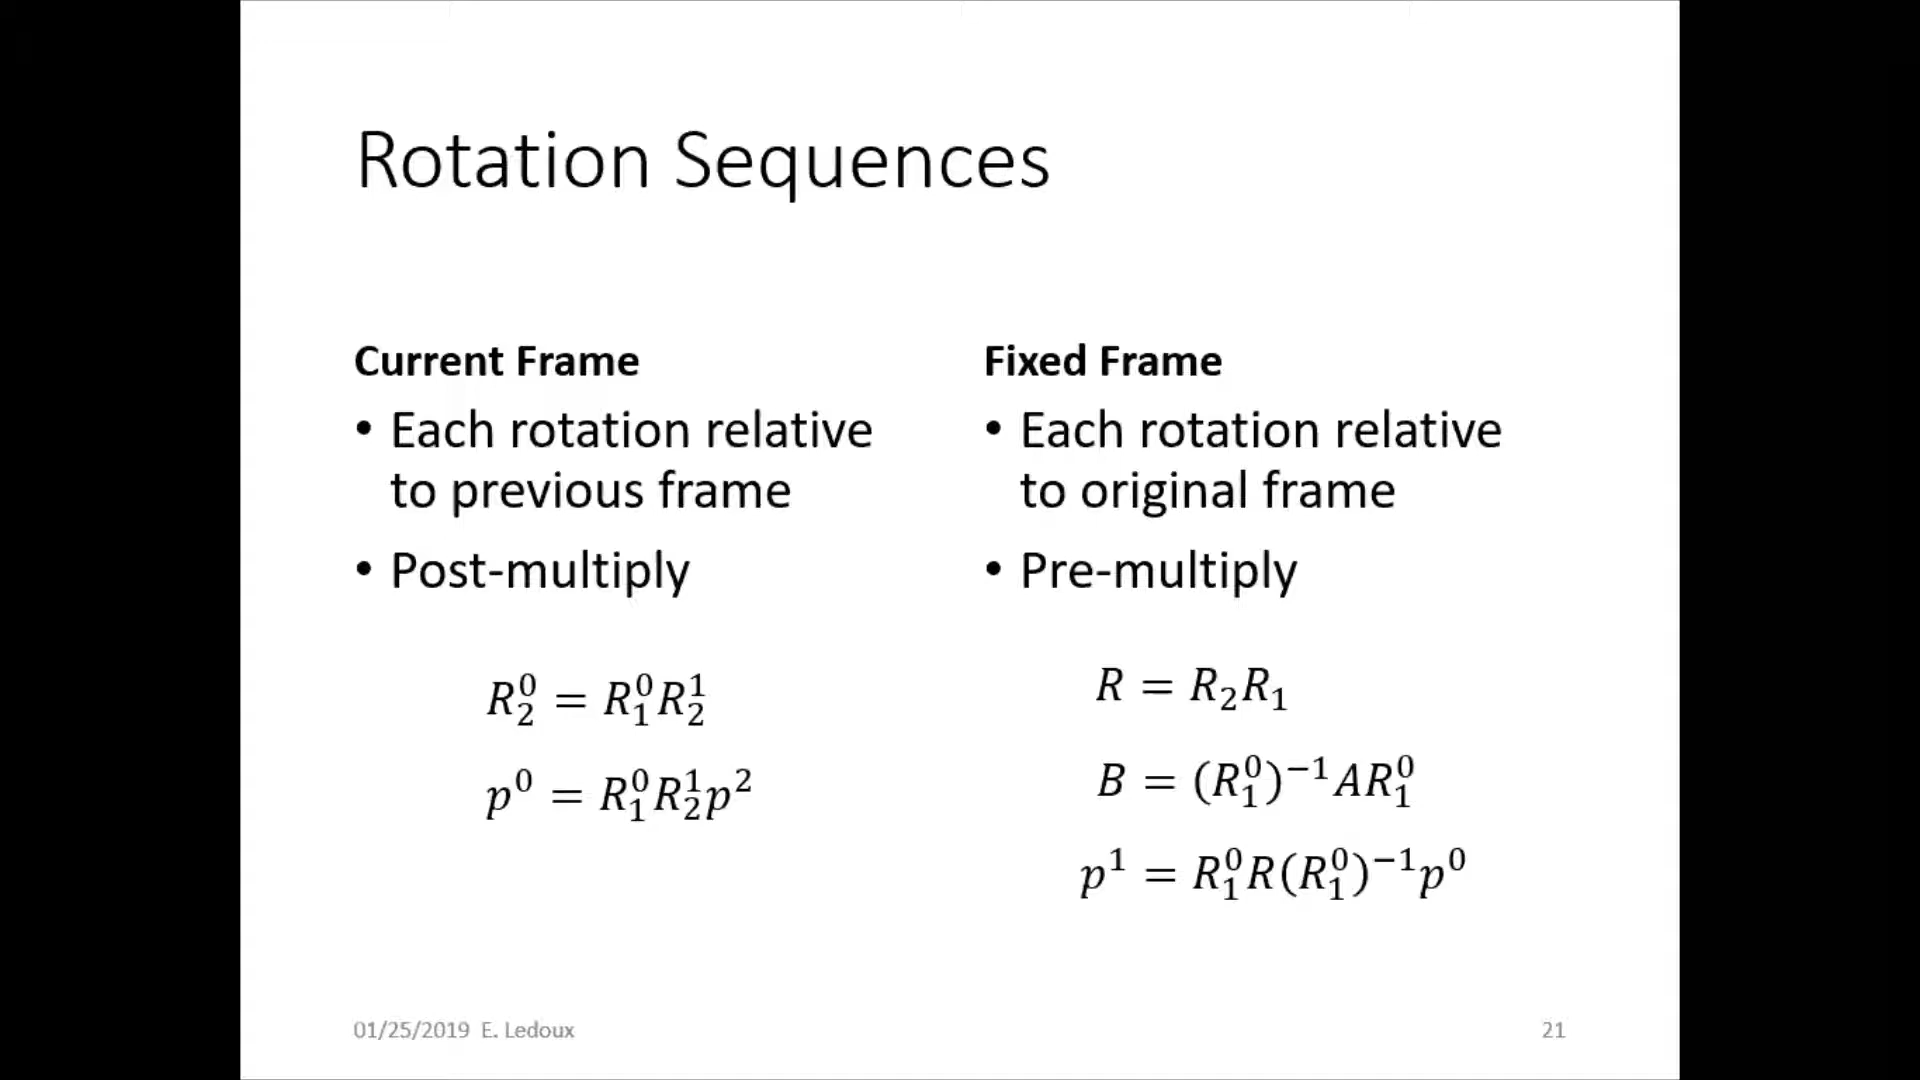 Rotation Sequences
Current Frame
• Each rotation relative
to previous frame
• Post-multiply
$R_2^0 = R_1^0 R_2^1$
$p^0 = R_1^0 R_2^1 p^2$
Fixed Frame
• Each rotation relative
to original frame
• Pre-multiply
$R = R_2 R_1$
$B = (R_1^0)^{-1} A R_1^0$
$p^1 = R_1^0 R (R_1^0)^{-1} p^0$
01/25/2019 E. Ledoux
21